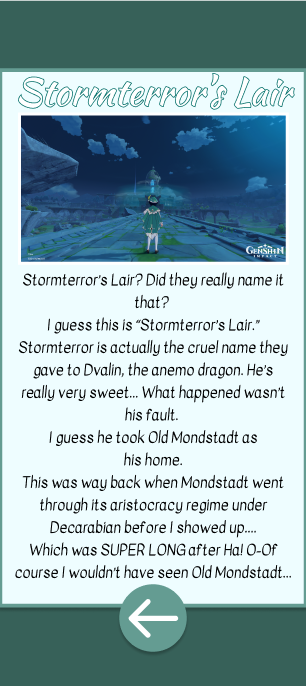 Stormterror's Lair
GENSHIN
IMPACT
Stormterror's Lair? Did they really name it
that?
I guess this is “Stormterror's Lair.”
Stormterror is actually the cruel name they
gave to Dvalin, the anemo dragon. He's
really very sweet... What happened wasn't
his fault.
I guess he took Old Mondstadt as
his home.
This was way back when Mondstadt went
through its aristocracy regime under
Decarabian before I showed up....
Which was SUPER LONG after Ha! O-Of
course I wouldn't have seen Old Mondstadt...